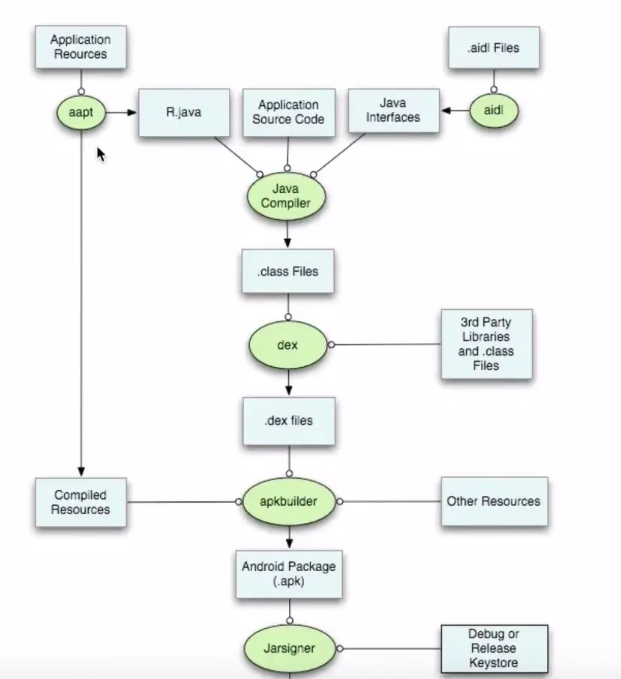 Application
Reources
.aidl Files
aapt
R.java
Application
Source Code
Java
Interfaces
aidl
Java
Compiler
.class Files
dex
3rd Party
Libraries
and .class
Files
.dex files
Compiled
Resources
apkbuilder
Other Resources
Android Package
(.apk)
Jarsigner
Debug or
Release
Keystore